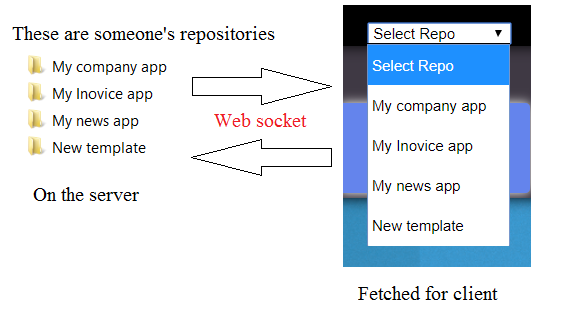 These are someone's repositories
My company app
My Inovice app
My news app
New template
On the server
Web socket
Select Repo
Select Repo
My company app
My Inovice app
My news app
New template
Fetched for client